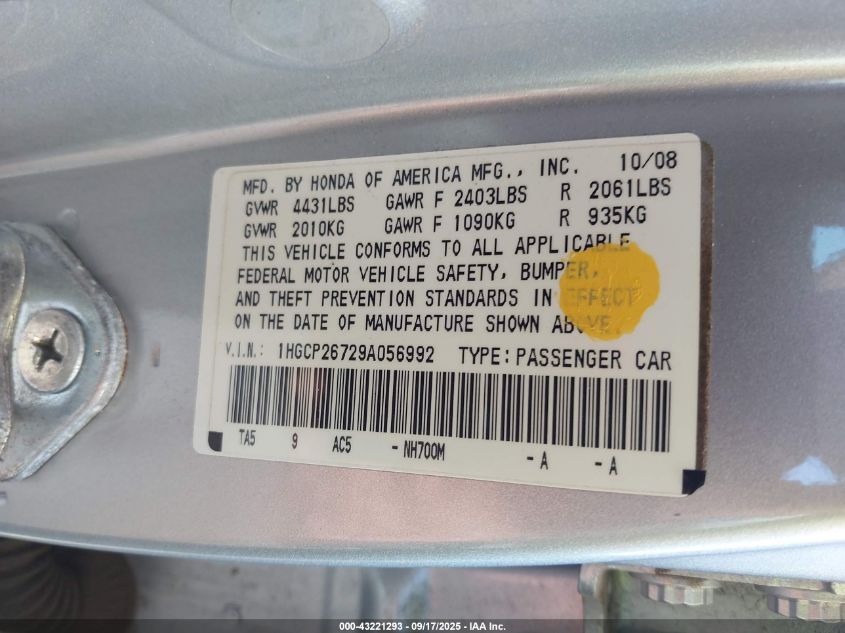 MFD. BY HONDA OF AMERICA MFG., INC. 10/08
GVWR 4431LBS GAWR F 2403LBS R 2061LBS
GVWR 2010KG GAWR F 1090KG R 935KG
THIS VEHICLE CONFORMS TO ALL APPLICABLE
FEDERAL MOTOR VEHICLE SAFETY, BUMPER,
AND THEFT PREVENTION STANDARDS IN EFFECT
ON THE DATE OF MANUFACTURE SHOWN ABOVE.
V.I.N.: 1HGCP26729A056992 TYPE:PASSENGER CAR
TA5 9 AC5 -NH700M -A -A
000-43221293 - 09/17/2025 - IAA Inc.